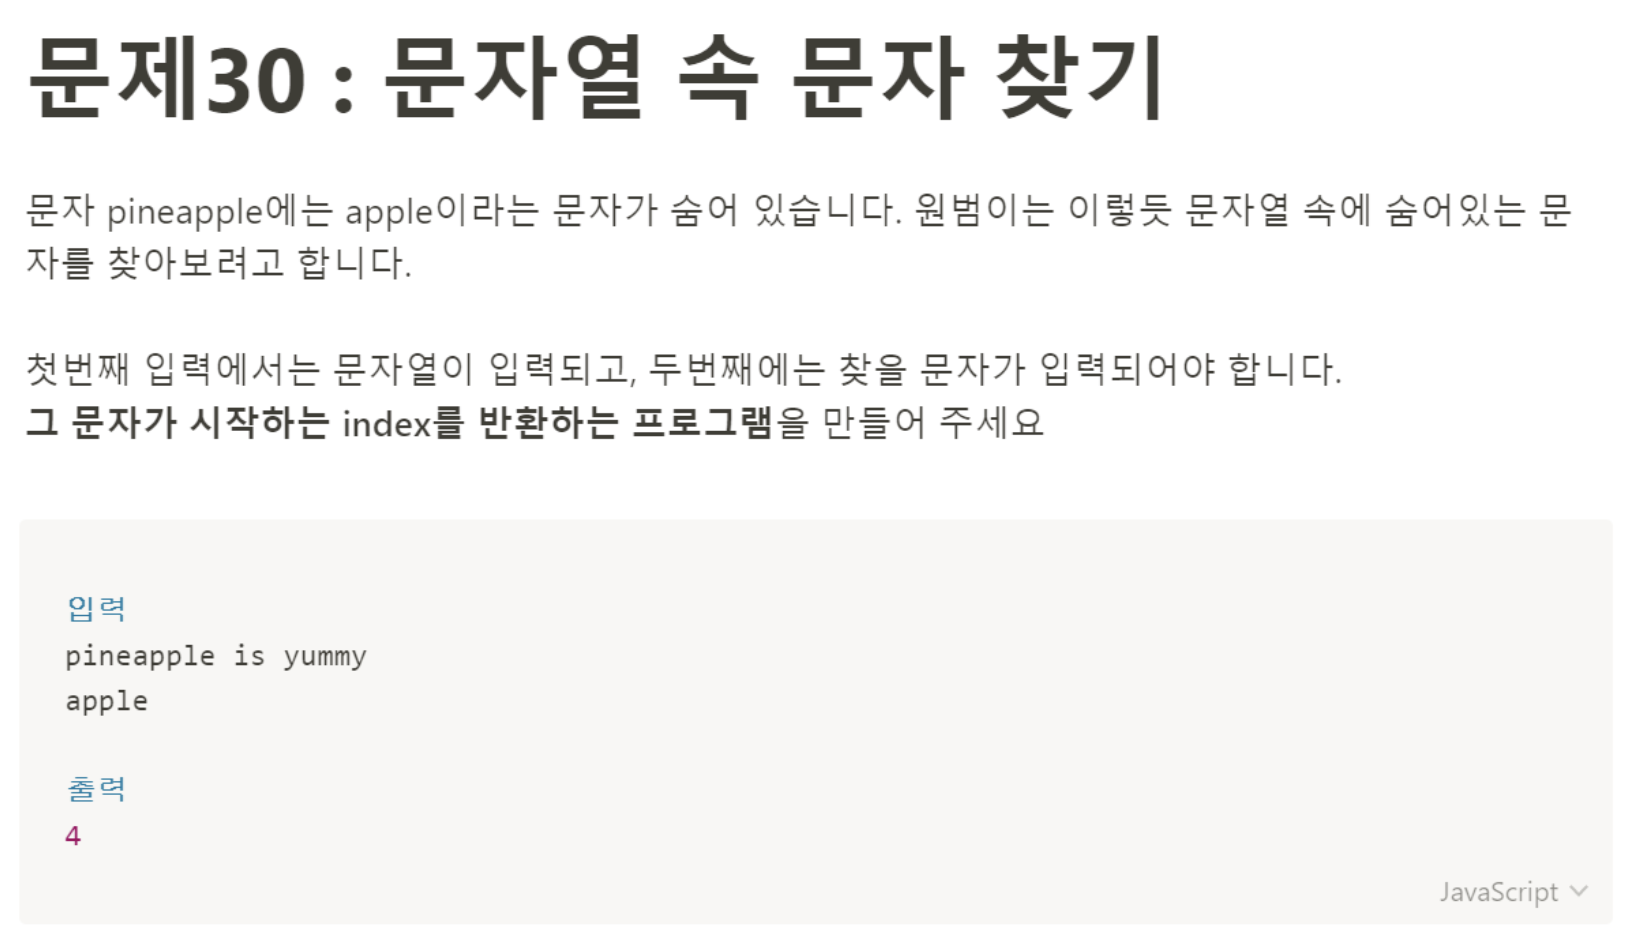 문제30 : 문자열 속 문자 찾기
문자 pineapple에는 apple이라는 문자가 숨어 있습니다. 원범이는 이렇듯 문자열 속에 숨어있는 문
자를 찾아보려고 합니다.
첫번째 입력에서는 문자열이 입력되고, 두번째에는 찾을 문자가 입력되어야 합니다.
그 문자가 시작하는 index를 반환하는 프로그램을 만들어 주세요
입력
pineapple is yummy
apple
출력
4
JavaScript